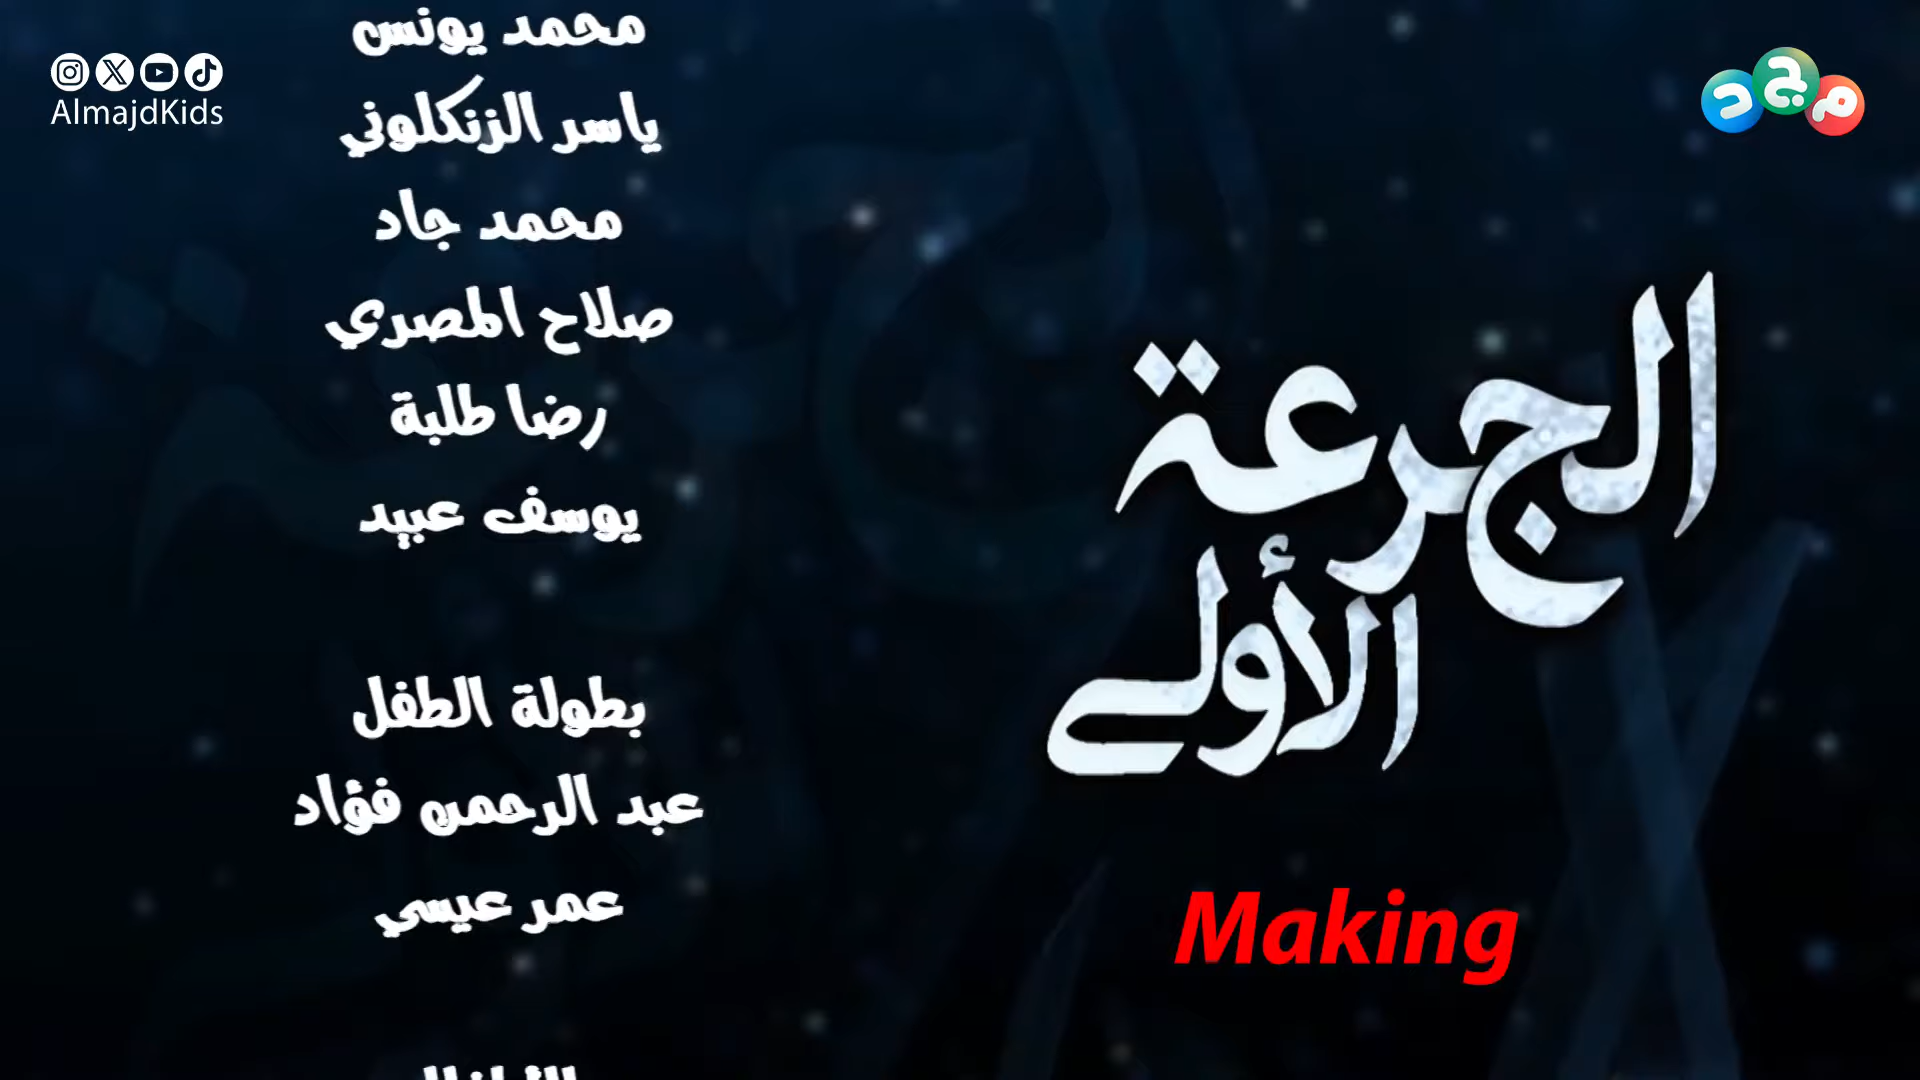 AlmajdKids
مجد
محمد يونس
ياسر الزنكلوني
محمد جاد
صلاح المصري
رضا طلبة
يوسف عبيد
بطولة الطفل
عبد الرحمن فؤاد
عمر عيسي
الجرعة
الأولى
Making